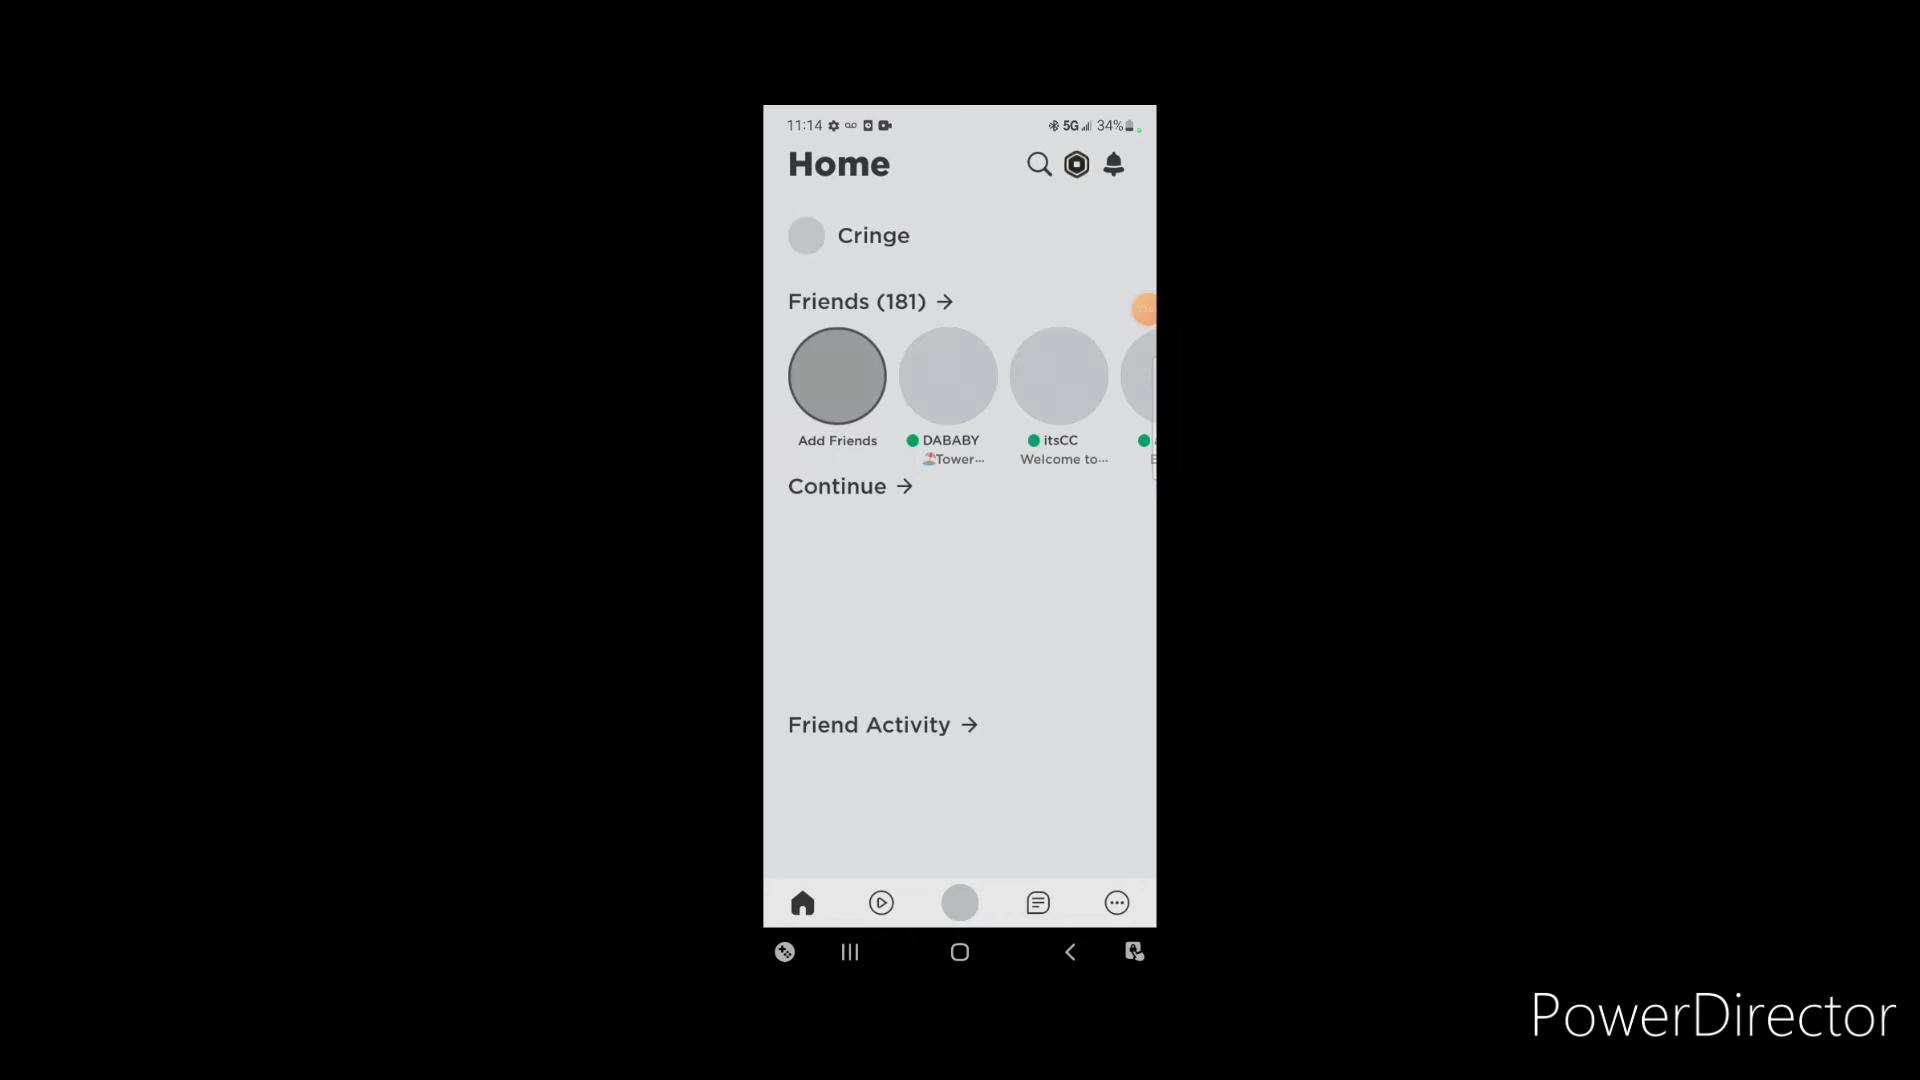 11:14 5G 34%
Home
Cringe
Friends (181) →
Add Friends
DABABY
🏖️Tower...
itsCC
Welcome to...
Continue →
Friend Activity →
PowerDirector